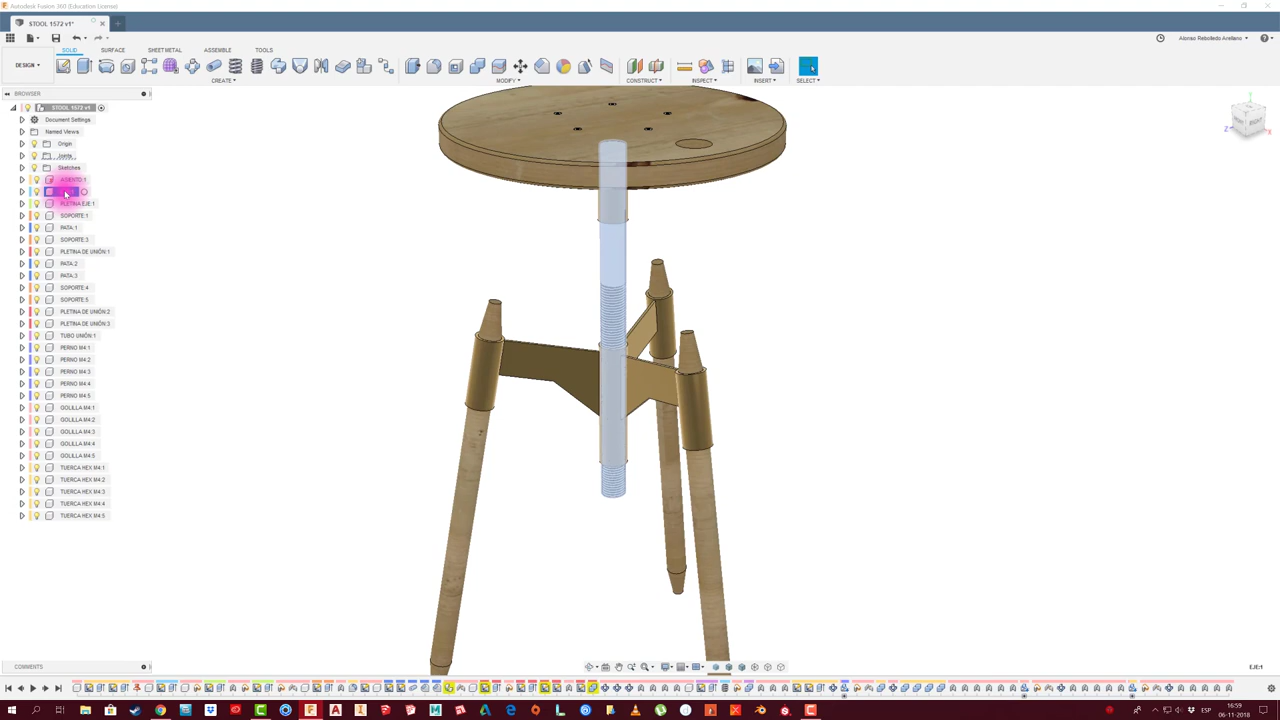 Autodesk Fusion 360 (Education License)
STOOL 1572 v1*
Alonso Rebolledo Arellano
SOLID SURFACE SHEET METAL ASSEMBLE TOOLS
DESIGN
CREATE MODIFY CONSTRUCT INSPECT INSERT SELECT
BROWSER
STOOL 1572 v1
Document Settings
Named Views
Origin
Joints
Sketches
ASIENTO:1
PLETINA EJE:1
SOPORTE:1
PATA:1
SOPORTE:3
PLETINA DE UNIÓN:1
PATA:2
PATA:3
SOPORTE:4
SOPORTE:5
PLETINA DE UNIÓN:2
PLETINA DE UNIÓN:3
TUBO UNIÓN:1
PERNO M4:1
PERNO M4:2
PERNO M4:3
PERNO M4:4
PERNO M4:5
GOLILLA M4:1
GOLILLA M4:2
GOLILLA M4:3
GOLILLA M4:4
GOLILLA M4:5
TUERCA HEX M4:1
TUERCA HEX M4:2
TUERCA HEX M4:3
TUERCA HEX M4:4
TUERCA HEX M4:5
COMMENTS
EJE:1
ESP
16:59
06-11-2018